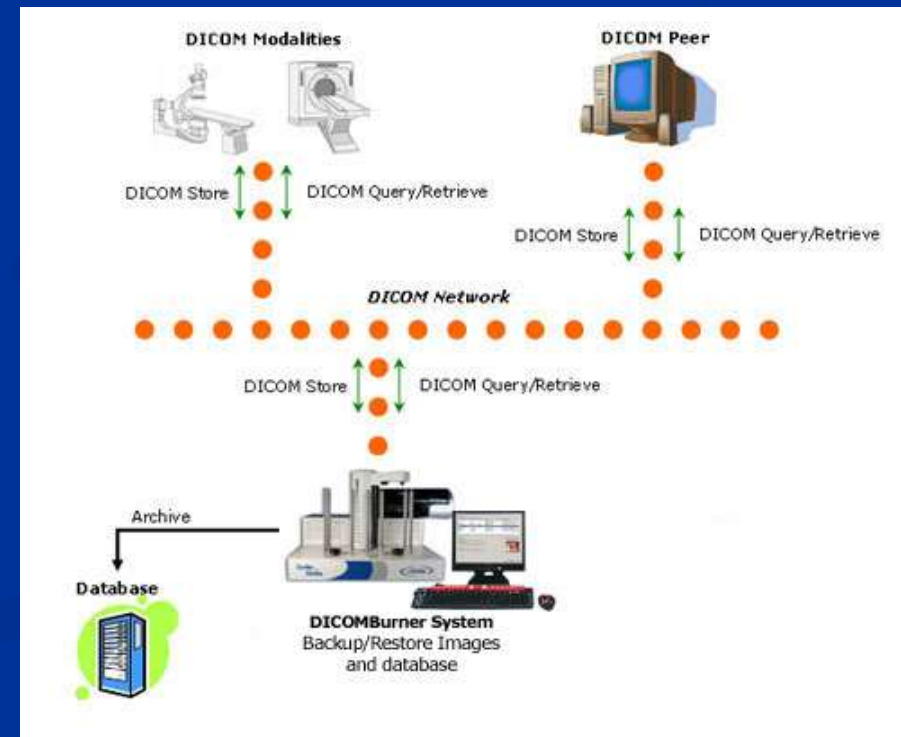 DICOM Modalities
DICOM Peer
DICOM Store
DICOM Query/Retrieve
DICOM Store
DICOM Query/Retrieve
DICOM Network
DICOM Store
DICOM Query/Retrieve
Archive
Database
DICOMBurner System
Backup/Restore Images
and database